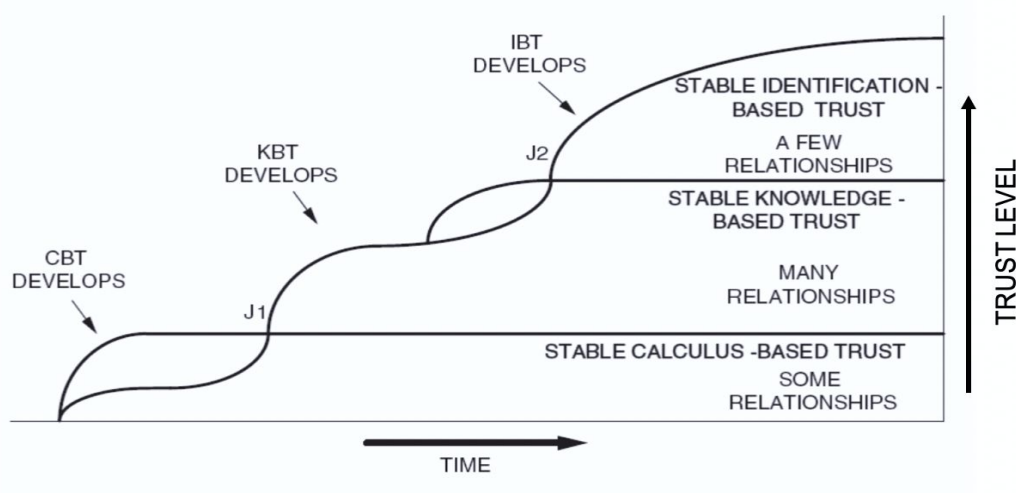 IBT
DEVELOPS
STABLE IDENTIFICATION -
BASED TRUST
A FEW
RELATIONSHIPS
J2
KBT
DEVELOPS
STABLE KNOWLEDGE -
BASED TRUST
MANY
RELATIONSHIPS
CBT
DEVELOPS
J1
STABLE CALCULUS -BASED TRUST
SOME
RELATIONSHIPS
TIME
TRUST LEVEL